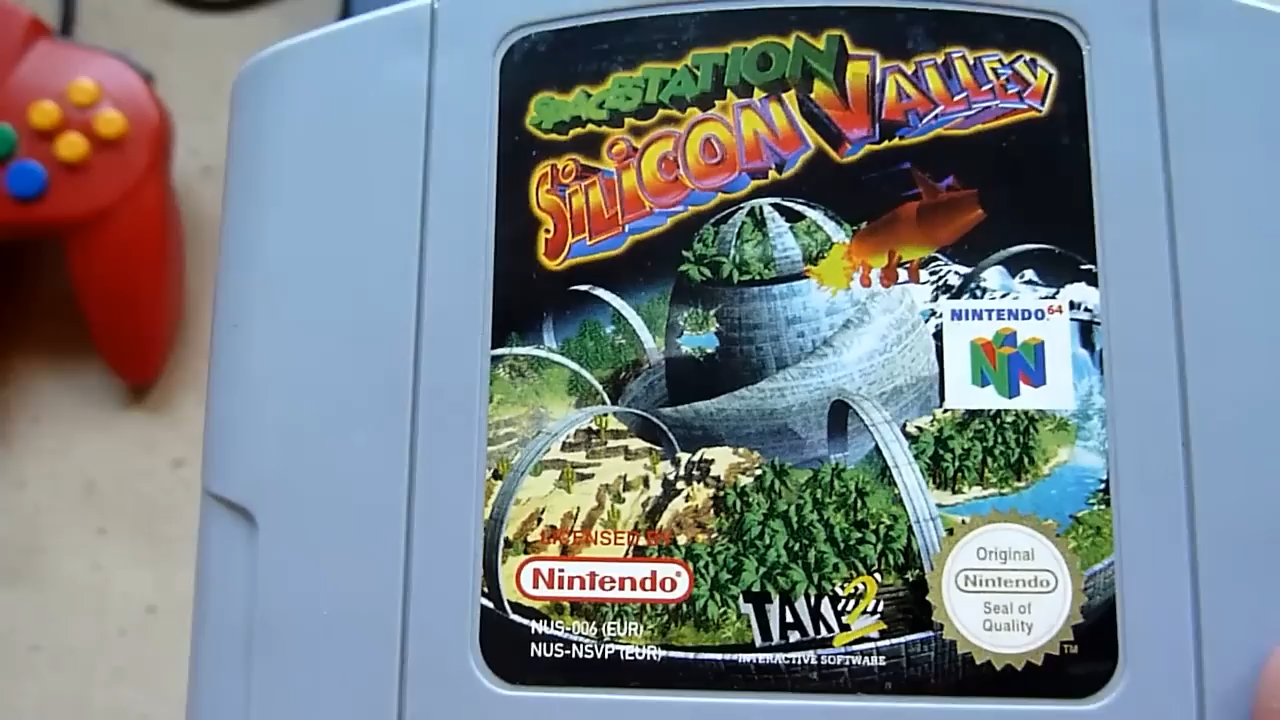 SPACESTATION
SILICON VALLEY
NINTENDO64
LICENSED BY
Nintendo®
NUS-006 (EUR)
NUS-NSVP (EUR)
TAKE 2
INTERACTIVE SOFTWARE
Original
Nintendo
Seal of
Quality
TM